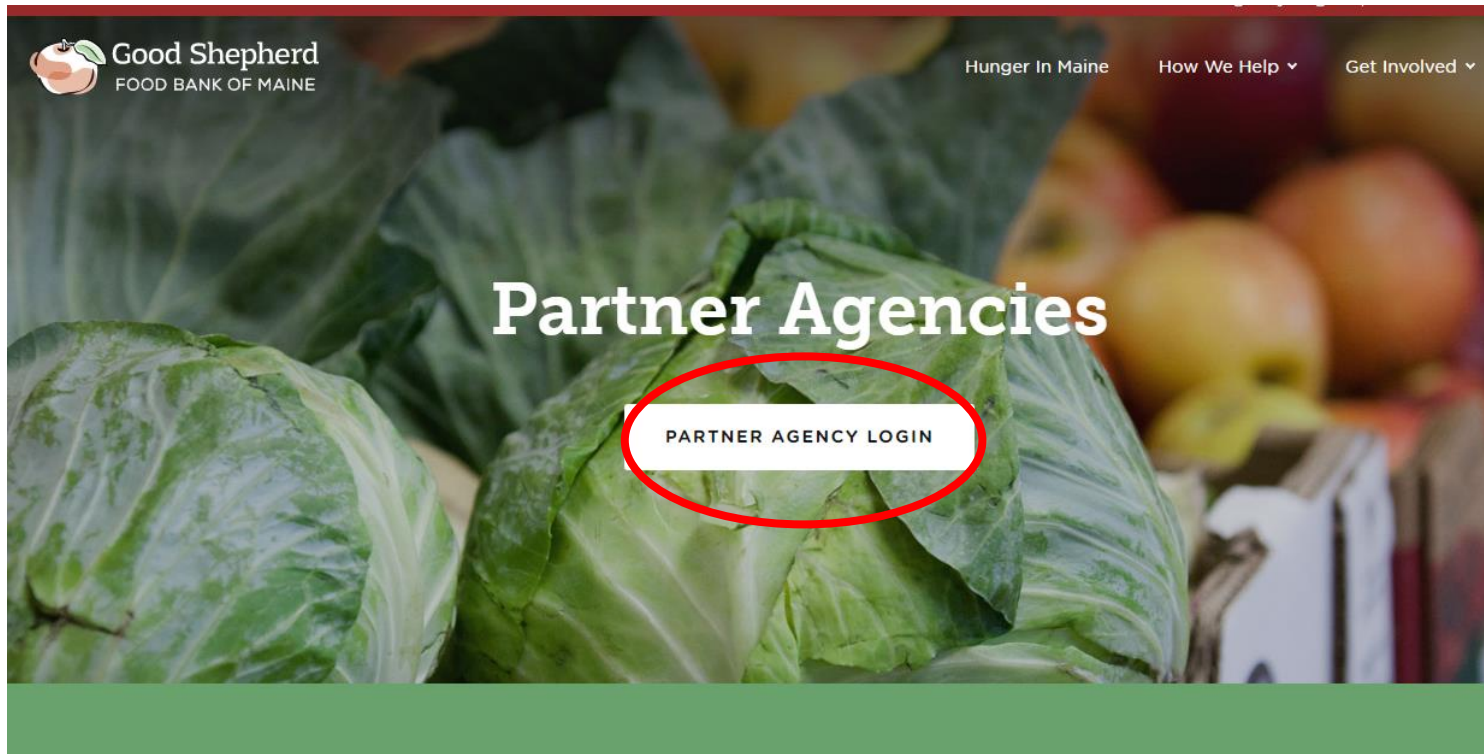 Good Shepherd
FOOD BANK OF MAINE
Hunger In Maine
How We Help
Get Involved
Partner Agencies
PARTNER AGENCY LOGIN